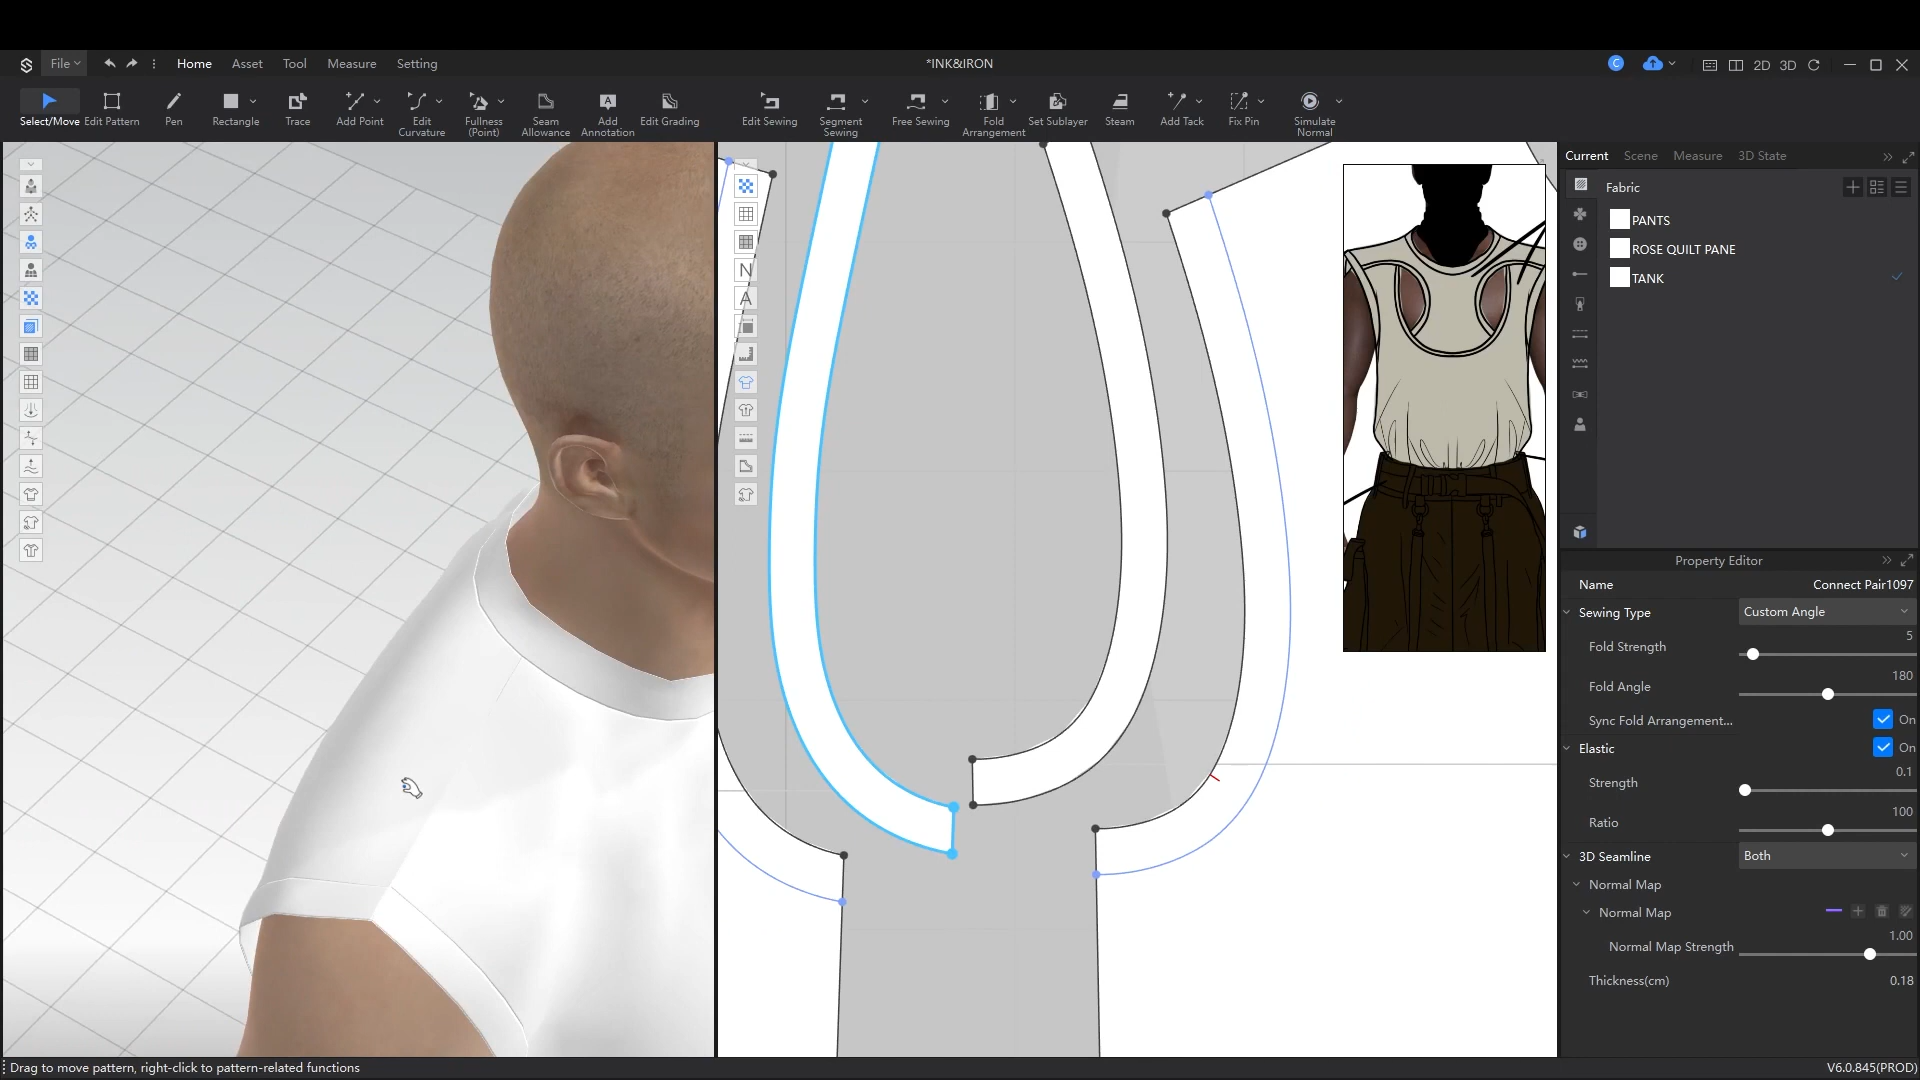 File
Home
Asset
Tool
Measure
Setting
*INK&IRON
C
2D
3D
Select/Move
Edit Pattern
Pen
Rectangle
Trace
Add Point
Edit
Curvature
Fullness
(Point)
Seam
Allowance
Add
Annotation
Edit Grading
Edit Sewing
Segment
Sewing
Free Sewing
Fold
Arrangement
Set Sublayer
Steam
Add Tack
Fix Pin
Simulate
Normal
N
A
Current
Scene
Measure
3D State
Fabric
PANTS
ROSE QUILT PANE
TANK
Property Editor
Name
Connect Pair1097
Sewing Type
Custom Angle
Fold Strength
5
Fold Angle
180
Sync Fold Arrangement...
On
Elastic
On
Strength
0.1
Ratio
100
3D Seamline
Both
Normal Map
Normal Map
Normal Map Strength
1.00
Thickness(cm)
0.18
Drag to move pattern, right-click to pattern-related functions
V6.0.845(PROD)